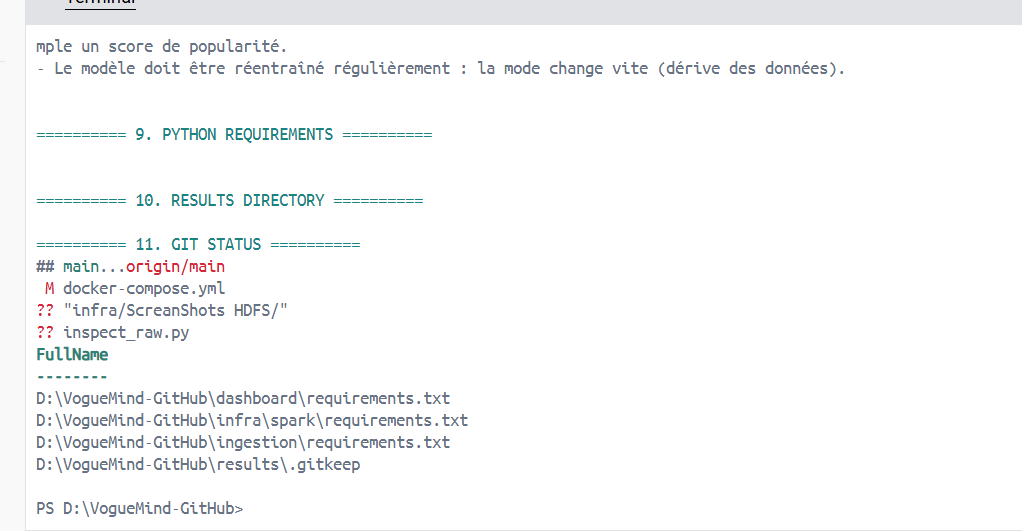 Terminal
mple un score de popularité.
- Le modèle doit être réentraîné régulièrement : la mode change vite (dérive des données).
========== 9. PYTHON REQUIREMENTS ==========
========== 10. RESULTS DIRECTORY ==========
========== 11. GIT STATUS ==========
## main...origin/main
 M docker-compose.yml
?? "infra/ScreanShots HDFS/"
?? inspect_raw.py
FullName
--------
D:\VogueMind-GitHub\dashboard\requirements.txt
D:\VogueMind-GitHub\infra\spark\requirements.txt
D:\VogueMind-GitHub\ingestion\requirements.txt
D:\VogueMind-GitHub\results\.gitkeep
PS D:\VogueMind-GitHub>